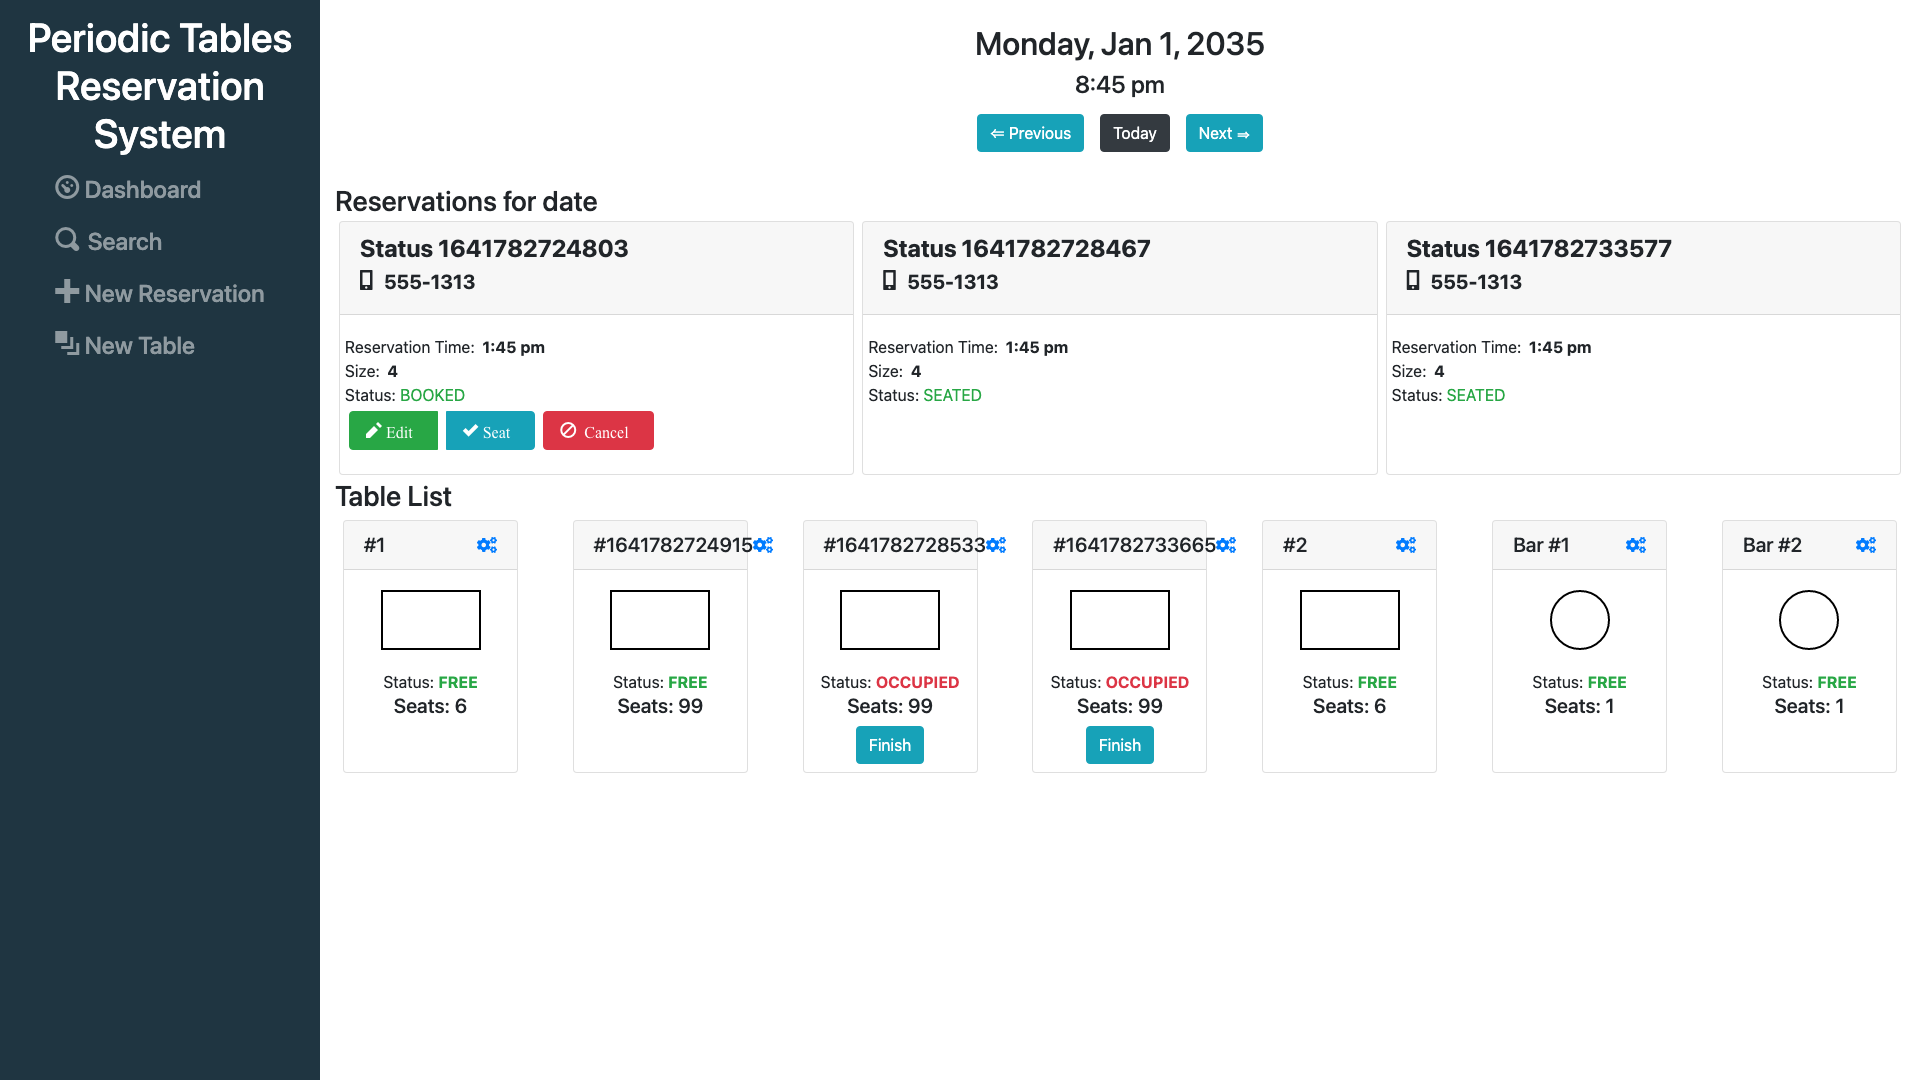 Periodic Tables
Reservation
System
Dashboard
Search
New Reservation
New Table
Monday, Jan 1, 2035
8:45 pm
⇐ Previous
Today
Next ⇒
Reservations for date
Status 1641782724803
555-1313
Reservation Time: 1:45 pm
Size: 4
Status: BOOKED
Edit
Seat
Cancel
Status 1641782728467
555-1313
Reservation Time: 1:45 pm
Size: 4
Status: SEATED
Status 1641782733577
555-1313
Reservation Time: 1:45 pm
Size: 4
Status: SEATED
Table List
#1
Status: FREE
Seats: 6
#1641782724915
Status: FREE
Seats: 99
#1641782728533
Status: OCCUPIED
Seats: 99
Finish
#1641782733665
Status: OCCUPIED
Seats: 99
Finish
#2
Status: FREE
Seats: 6
Bar #1
Status: FREE
Seats: 1
Bar #2
Status: FREE
Seats: 1